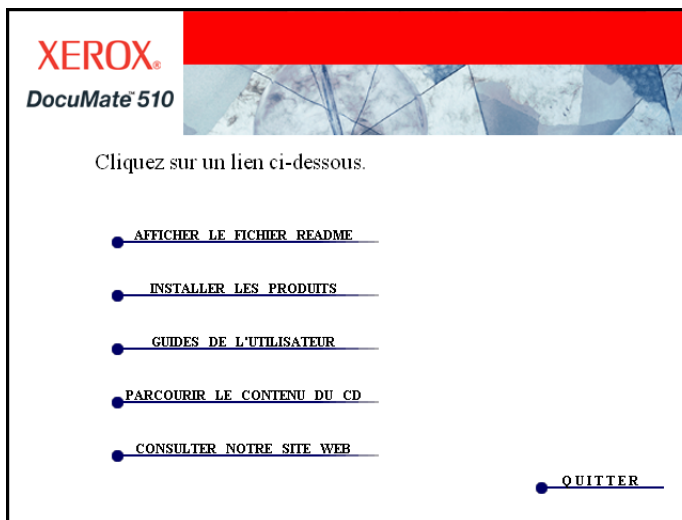 XEROX®
DocuMate™ 510
Cliquez sur un lien ci-dessous.
AFFICHER LE FICHIER README
INSTALLER LES PRODUITS
GUIDES DE L'UTILISATEUR
PARCOURIR LE CONTENU DU CD
CONSULTER NOTRE SITE WEB
QUITTER